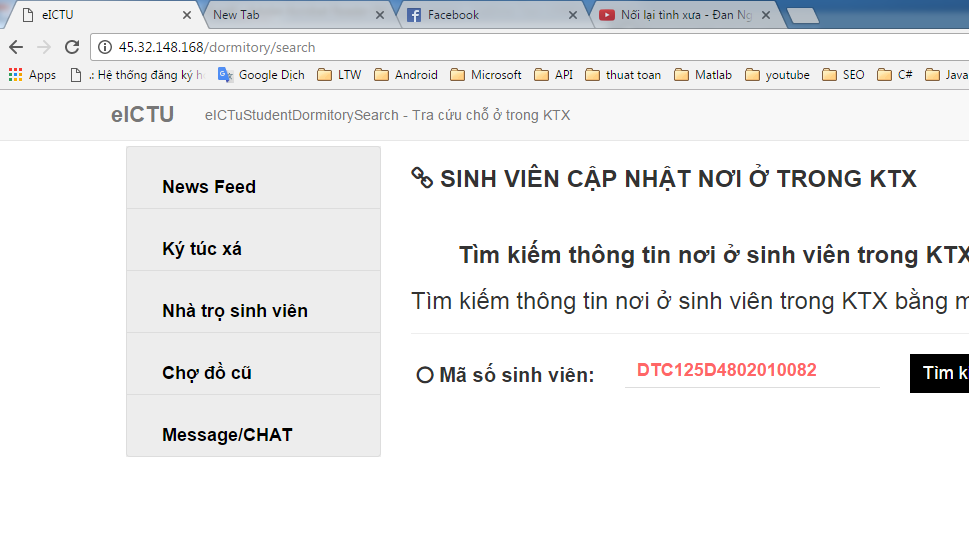 eICTU New Tab Facebook Nối lại tình xưa - Đan Ng
45.32.148.168/dormitory/search
Apps .: Hệ thống đăng ký h Google Dịch LTW Android Microsoft API thuat toan Matlab youtube SEO C# Java
eICTU eICTuStudentDormitorySearch - Tra cứu chỗ ở trong KTX
News Feed
Ký túc xá
Nhà trọ sinh viên
Chợ đồ cũ
Message/CHAT
SINH VIÊN CẬP NHẬT NƠI Ở TRONG KTX
Tìm kiếm thông tin nơi ở sinh viên trong KTX
Tìm kiếm thông tin nơi ở sinh viên trong KTX bằng m
Mã số sinh viên: DTC125D4802010082 Tìm k